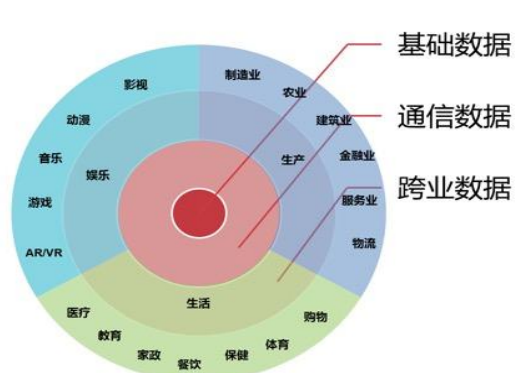 基础数据
通信数据
跨业数据
影视
动漫
音乐
游戏
AR/VR
娱乐
制造业
农业
建筑业
金融业
服务业
物流
生产
生活
医疗
教育
家政
餐饮
保健
体育
购物